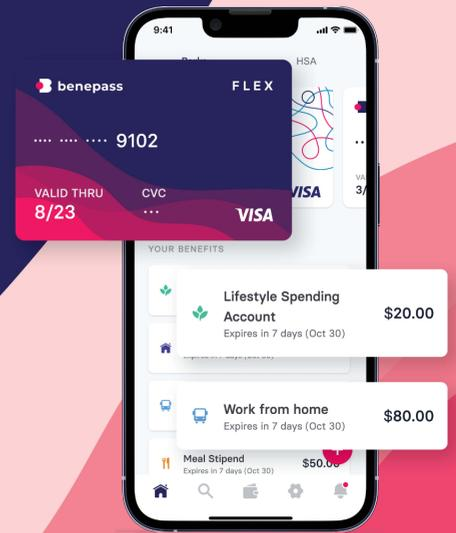 9:41
HSA
benepass
FLEX
•••• •••• •••• 9102
VALID THRU
CVC
8/23
•••
VISA
VISA
3/
YOUR BENEFITS
Lifestyle Spending
Account
Expires in 7 days (Oct 30)
$20.00
Work from home
Expires in 7 days (Oct 30)
$80.00
Meal Stipend
Expires in 7 days (Oct 30)
$50.00